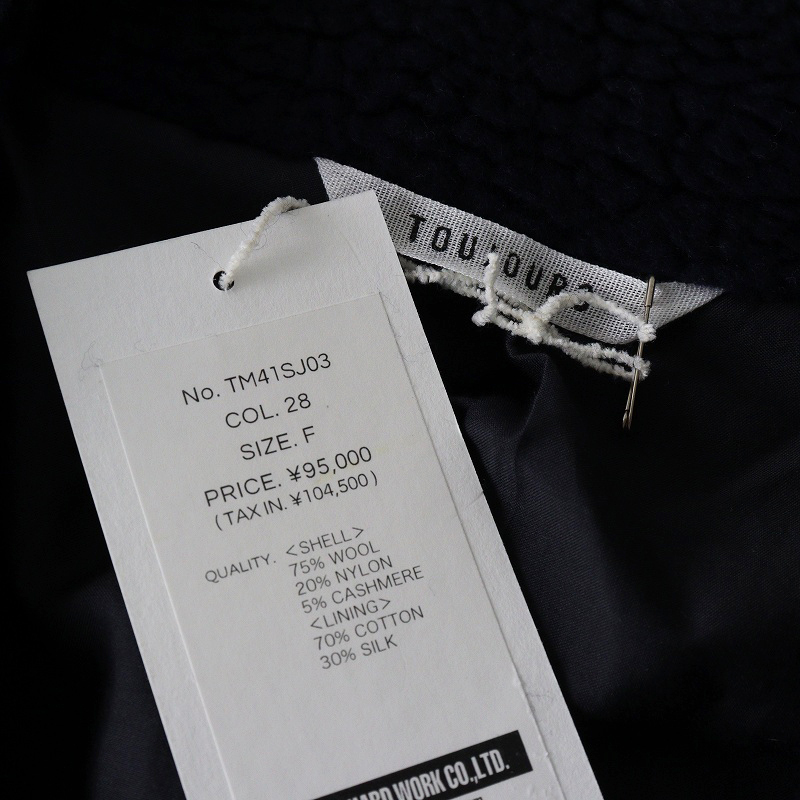 TOUJOURS
No. TM41SJ03
COL. 28
SIZE. F
PRICE. ¥95,000
(TAX IN. ¥104,500)
QUALITY. <SHELL>
75% WOOL
20% NYLON
5% CASHMERE
<LINING>
70% COTTON
30% SILK
HARD WORK CO.,LTD.